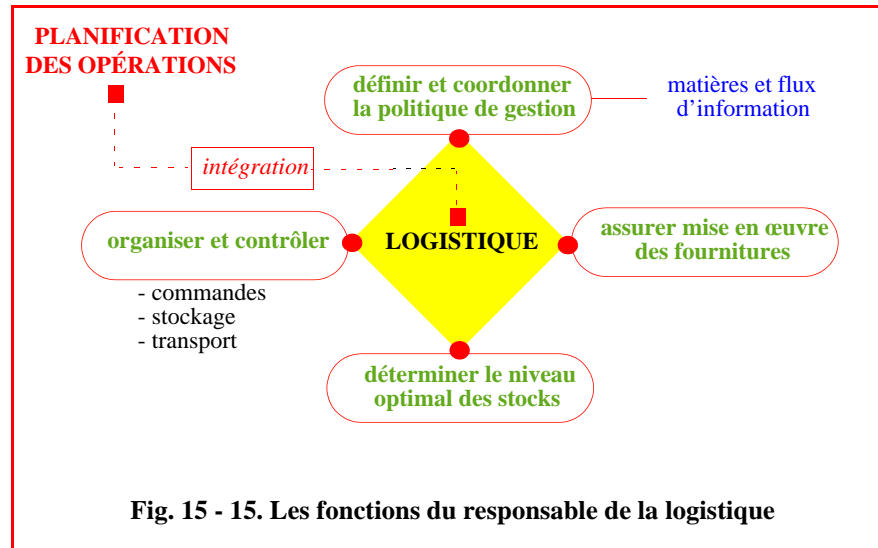 PLANIFICATION
DES OPÉRATIONS
définir et coordonner
la politique de gestion
matières et flux
d'information
intégration
organiser et contrôler
LOGISTIQUE
assurer mise en œuvre
des fournitures
- commandes
- stockage
- transport
déterminer le niveau
optimal des stocks
Fig. 15 - 15. Les fonctions du responsable de la logistique